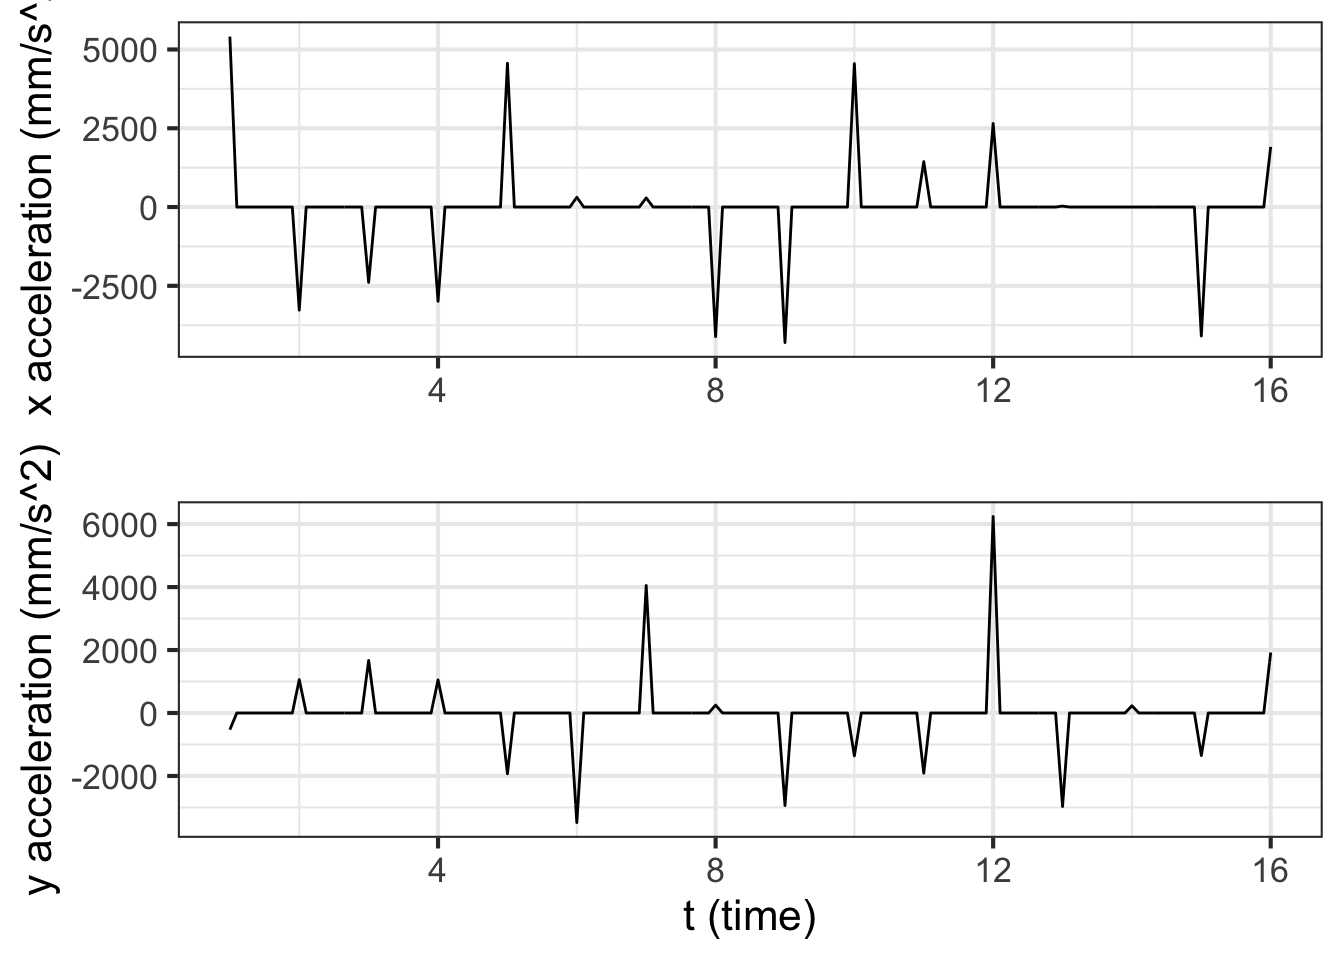 x acceleration (mm/s^
5000
2500
0
-2500
4 8 12 16
y acceleration (mm/s^2)
6000
4000
2000
0
-2000
4 8 12 16
t (time)